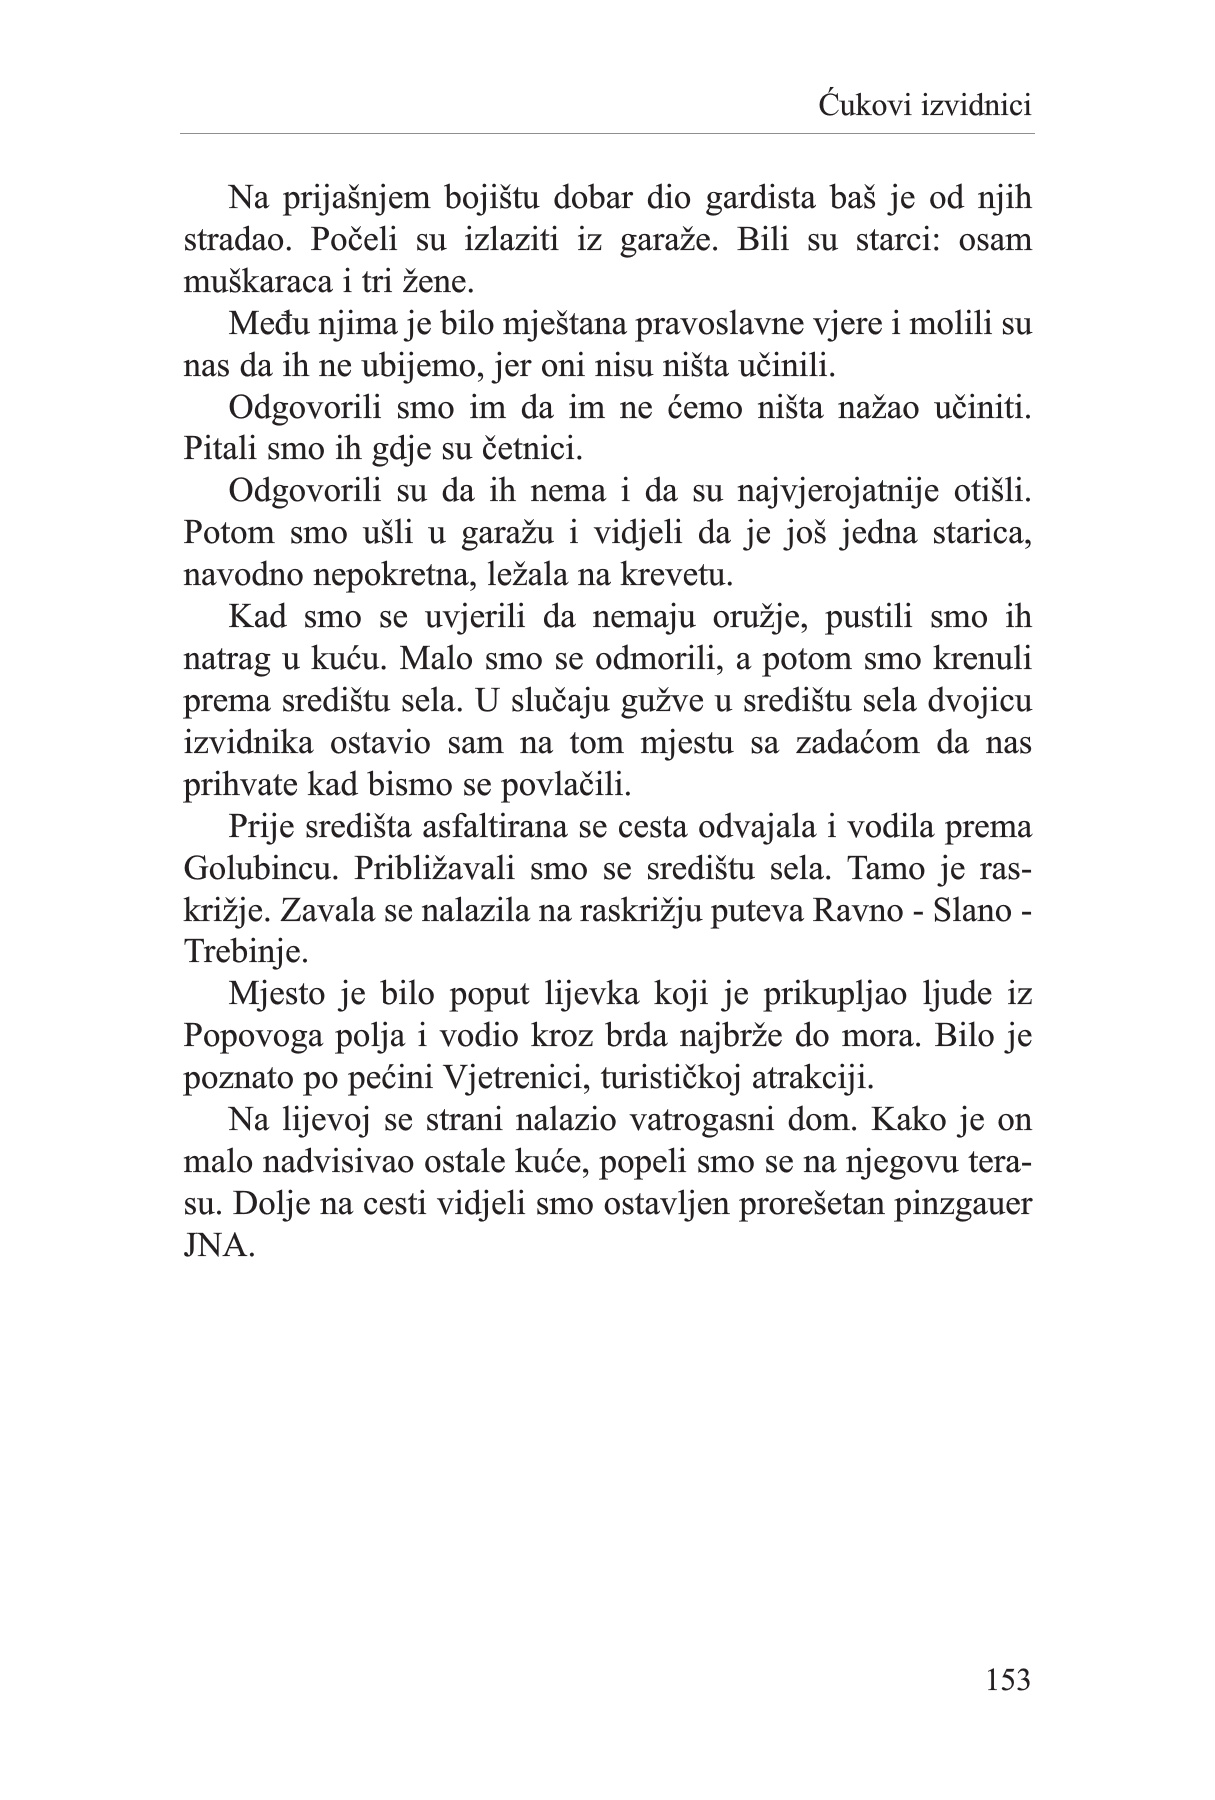 Ćukovi izvidnici
Na prijašnjem bojištu dobar dio gardista baš je od njih
stradao. Počeli su izlaziti iz garaže. Bili su starci: osam
muškaraca i tri žene.
Među njima je bilo mještana pravoslavne vjere i molili su
nas da ih ne ubijemo, jer oni nisu ništa učinili.
Odgovorili smo im da im ne ćemo ništa nažao učiniti.
Pitali smo ih gdje su četnici.
Odgovorili su da ih nema i da su najvjerojatnije otišli.
Potom smo ušli u garažu i vidjeli da je još jedna starica,
navodno nepokretna, ležala na krevetu.
Kad smo se uvjerili da nemaju oružje, pustili smo ih
natrag u kuću. Malo smo se odmorili, a potom smo krenuli
prema središtu sela. U slučaju gužve u središtu sela dvojicu
izvidnika ostavio sam na tom mjestu sa zadaćom da nas
prihvate kad bismo se povlačili.
Prije središta asfaltirana se cesta odvajala i vodila prema
Golubincu. Približavali smo se središtu sela. Tamo je ras-
križje. Zavala se nalazila na raskrižju puteva Ravno - Slano -
Trebinje.
Mjesto je bilo poput lijevka koji je prikupljao ljude iz
Popovoga polja i vodio kroz brda najbrže do mora. Bilo je
poznato po pećini Vjetrenici, turističkoj atrakciji.
Na lijevoj se strani nalazio vatrogasni dom. Kako je on
malo nadvisivao ostale kuće, popeli smo se na njegovu tera-
su. Dolje na cesti vidjeli smo ostavljen prorešetan pinzgauer
JNA.
153